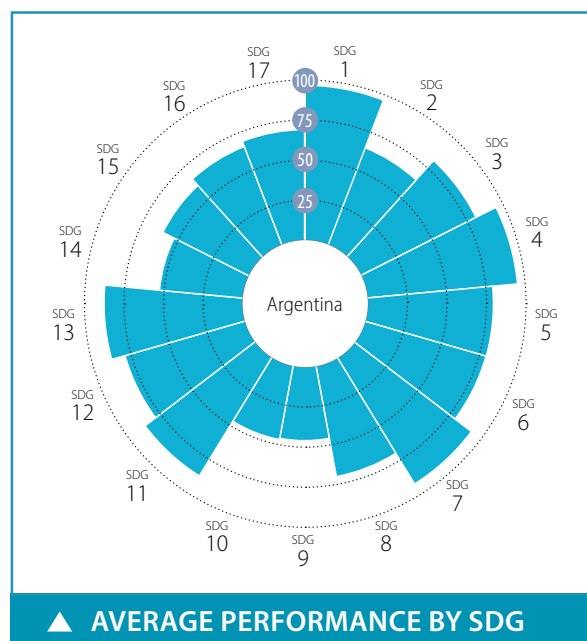 SDG
1
SDG
2
SDG
3
SDG
4
SDG
5
SDG
6
SDG
7
SDG
8
SDG
9
SDG
10
SDG
11
SDG
12
SDG
13
SDG
14
SDG
15
SDG
16
SDG
17
100
75
50
25
Argentina
AVERAGE PERFORMANCE BY SDG